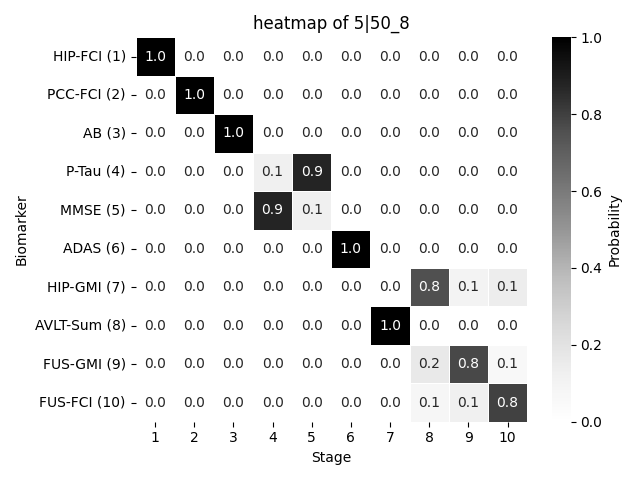 heatmap of 5|50_8
HIP-FCI (1) 1.0 0.0 0.0 0.0 0.0 0.0 0.0 0.0 0.0 0.0
PCC-FCI (2) 0.0 1.0 0.0 0.0 0.0 0.0 0.0 0.0 0.0 0.0
AB (3) 0.0 0.0 1.0 0.0 0.0 0.0 0.0 0.0 0.0 0.0
P-Tau (4) 0.0 0.0 0.0 0.1 0.9 0.0 0.0 0.0 0.0 0.0
MMSE (5) 0.0 0.0 0.0 0.9 0.1 0.0 0.0 0.0 0.0 0.0
ADAS (6) 0.0 0.0 0.0 0.0 0.0 1.0 0.0 0.0 0.0 0.0
HIP-GMI (7) 0.0 0.0 0.0 0.0 0.0 0.0 0.0 0.8 0.1 0.1
AVLT-Sum (8) 0.0 0.0 0.0 0.0 0.0 0.0 1.0 0.0 0.0 0.0
FUS-GMI (9) 0.0 0.0 0.0 0.0 0.0 0.0 0.0 0.2 0.8 0.1
FUS-FCI (10) 0.0 0.0 0.0 0.0 0.0 0.0 0.0 0.1 0.1 0.8
1 2 3 4 5 6 7 8 9 10
Stage
Biomarker
1.0
0.8
0.6
0.4
0.2
0.0
Probability